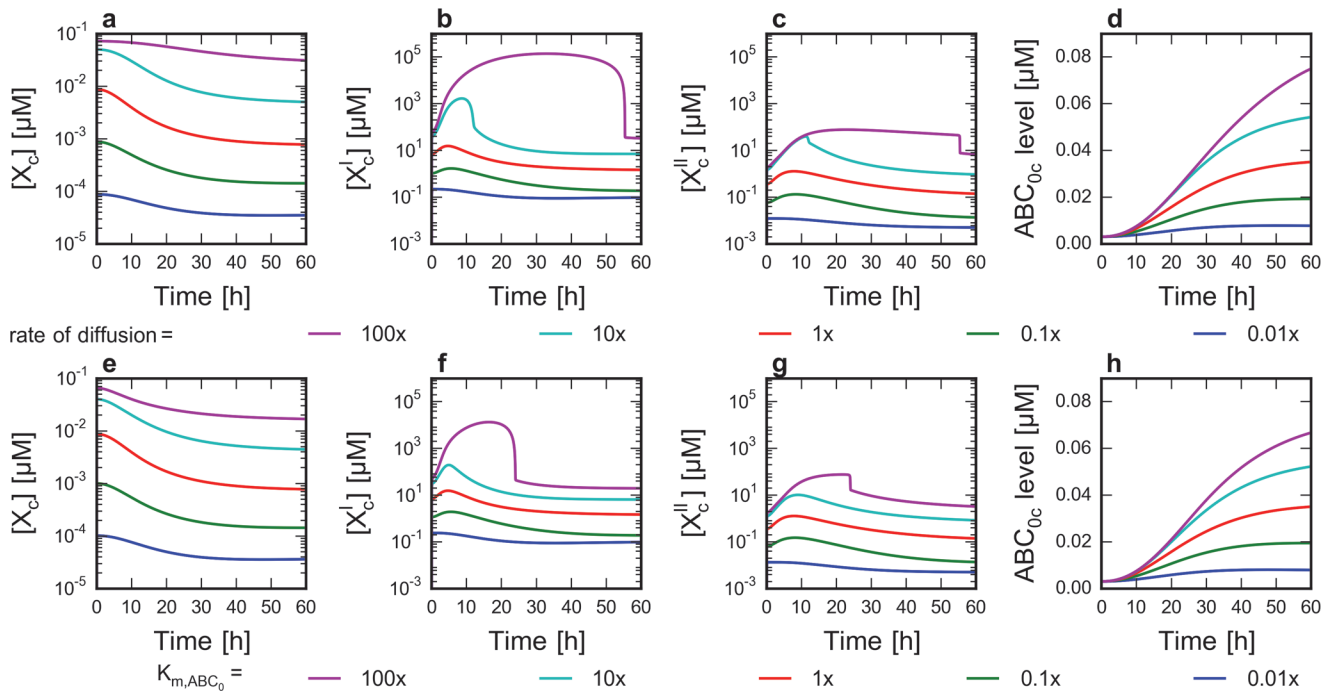 a b c d
[X_c] [µM] 10^-1 10^-2 10^-3 10^-4 10^-5
[X_c^I] [µM] 10^5 10^3 10^1 10^-1 10^-3
[X_c^II] [µM] 10^5 10^3 10^1 10^-1 10^-3
ABC_0c level [µM] 0.08 0.06 0.04 0.02 0.00
0 10 20 30 40 50 60 0 10 20 30 40 50 60 0 10 20 30 40 50 60 0 10 20 30 40 50 60
Time [h] Time [h] Time [h] Time [h]
rate of diffusion = 100x 10x 1x 0.1x 0.01x
e f g h
[X_c] [µM] 10^-1 10^-2 10^-3 10^-4 10^-5
[X_c^I] [µM] 10^5 10^3 10^1 10^-1 10^-3
[X_c^II] [µM] 10^5 10^3 10^1 10^-1 10^-3
ABC_0c level [µM] 0.08 0.06 0.04 0.02 0.00
0 10 20 30 40 50 60 0 10 20 30 40 50 60 0 10 20 30 40 50 60 0 10 20 30 40 50 60
Time [h] Time [h] Time [h] Time [h]
K_m,ABC_0 = 100x 10x 1x 0.1x 0.01x